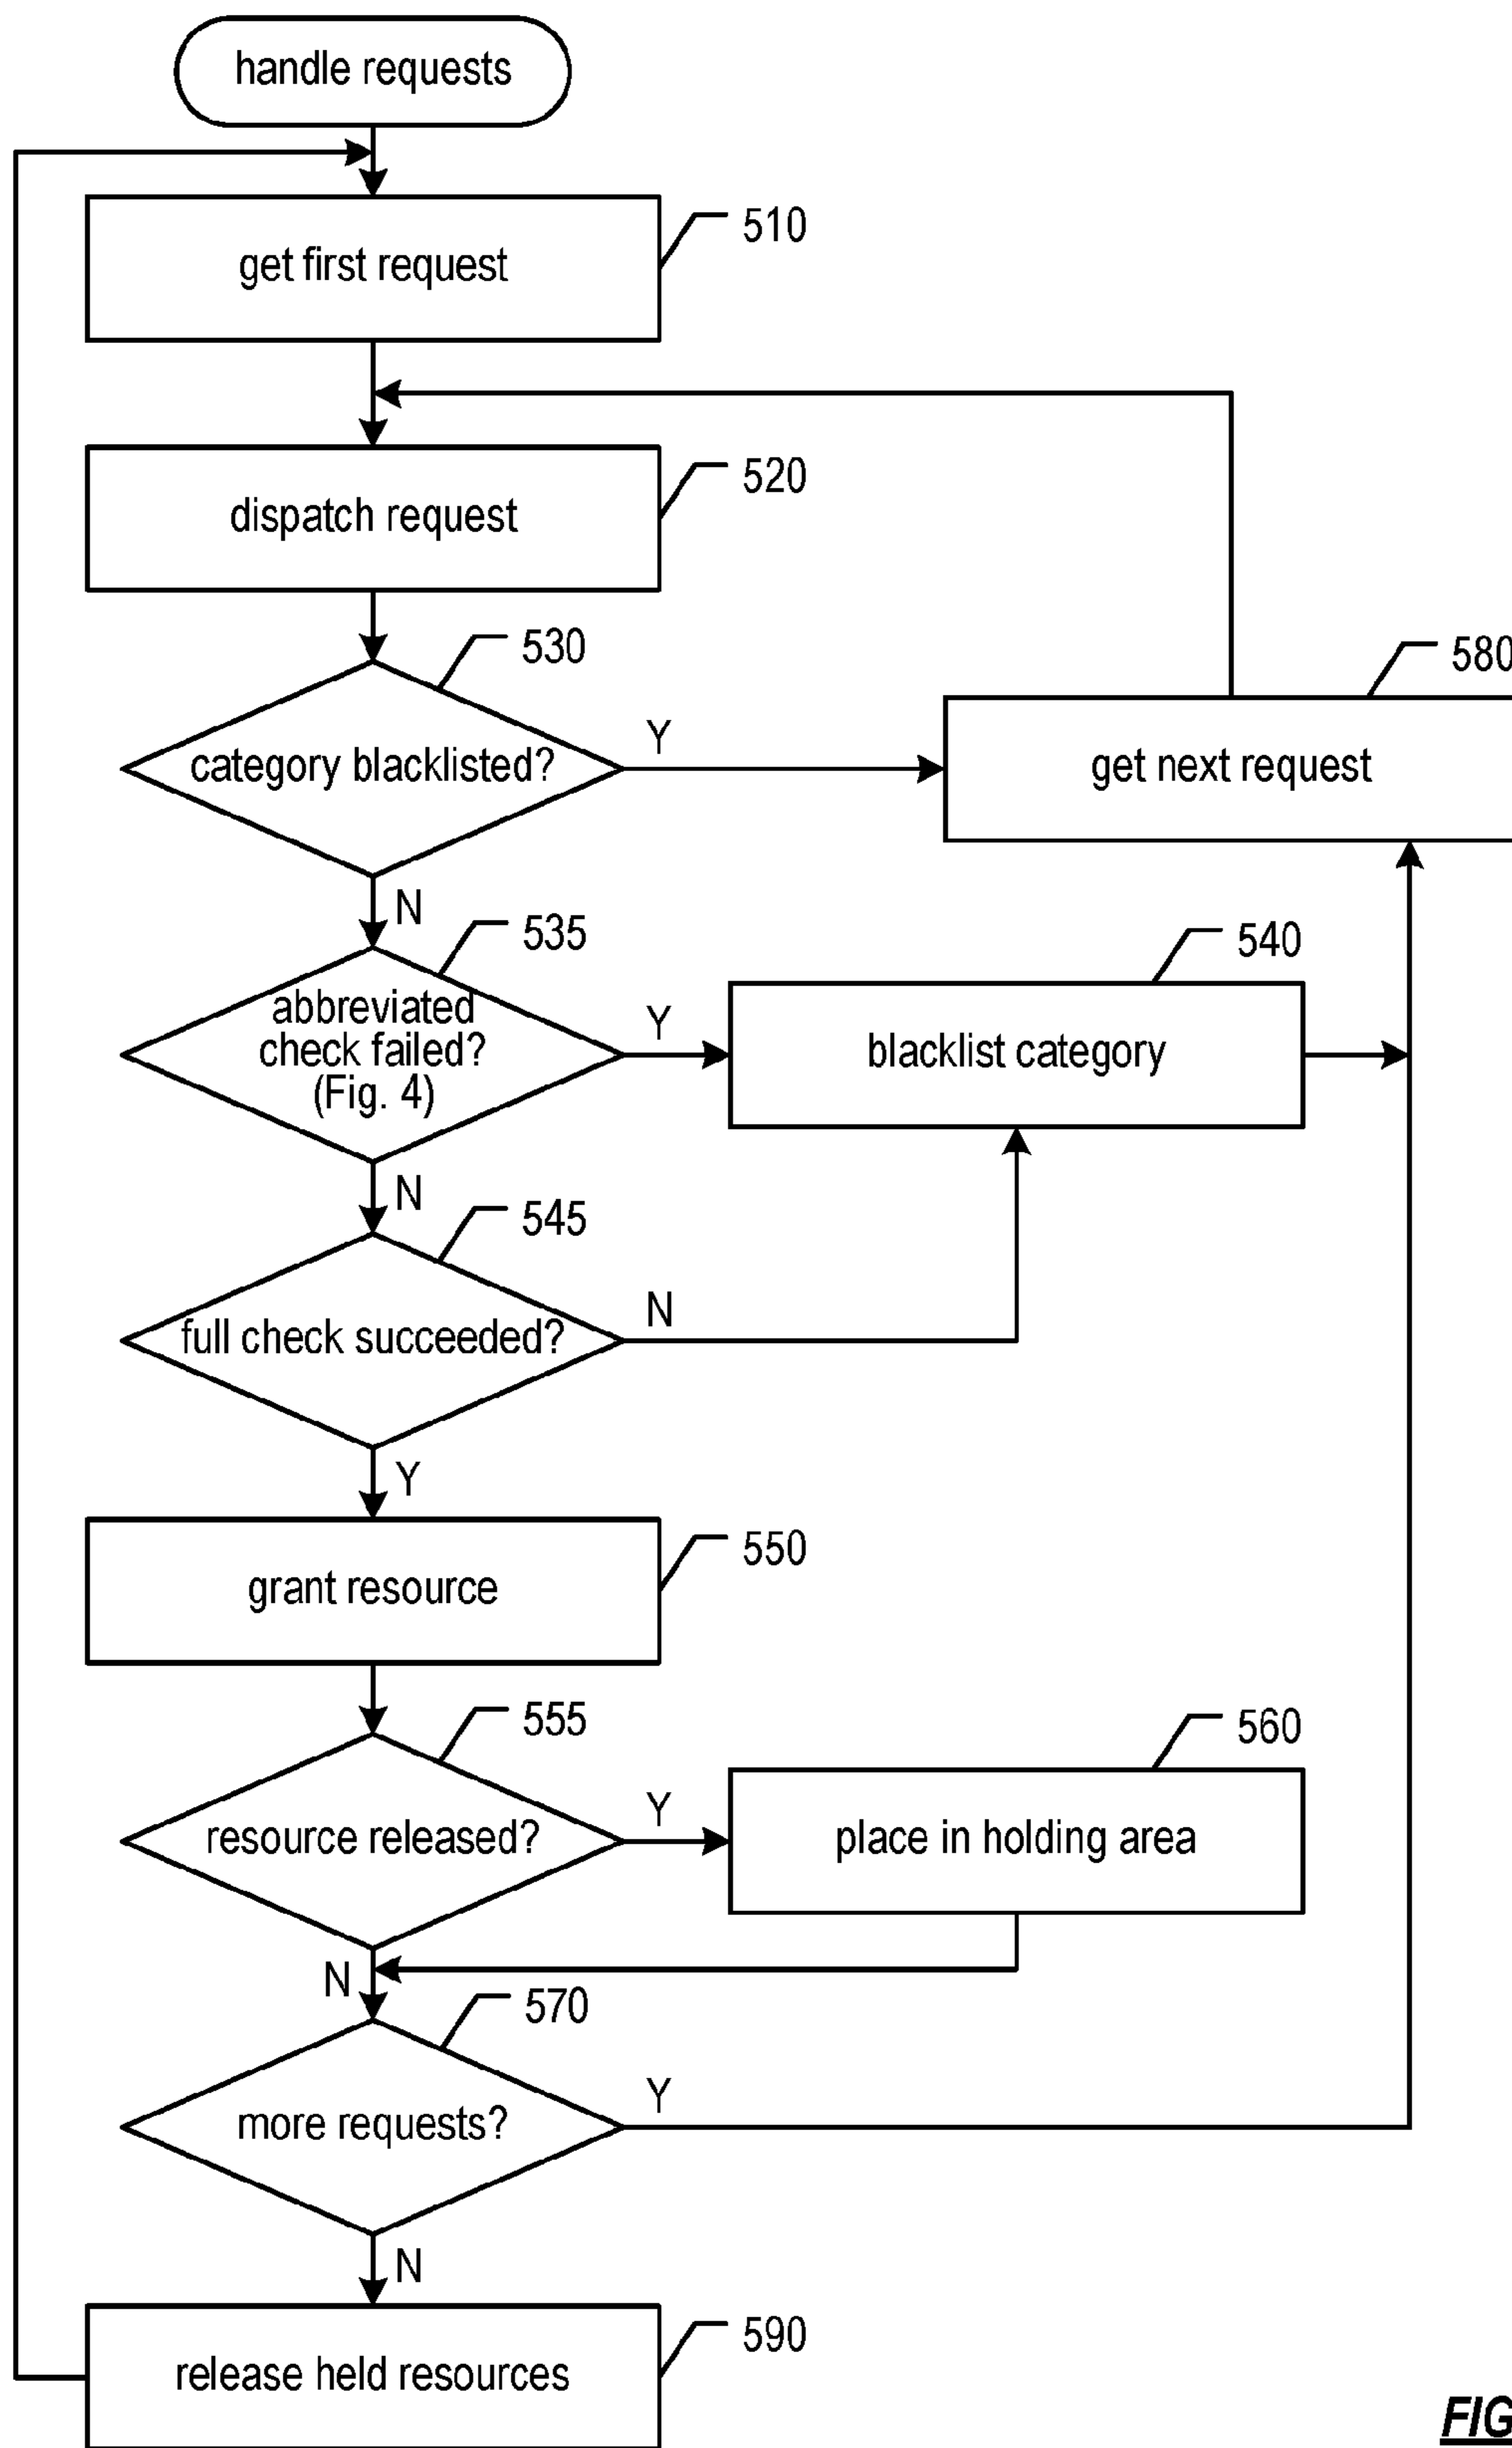 handle requests
510
get first request
520
dispatch request
530
580
category blacklisted?
Y
get next request
N
535
540
abbreviated
check failed?
(Fig. 4)
Y
blacklist category
N
545
full check succeeded?
N
Y
550
grant resource
555
560
resource released?
Y
place in holding area
N
570
more requests?
Y
N
590
release held resources
FIG